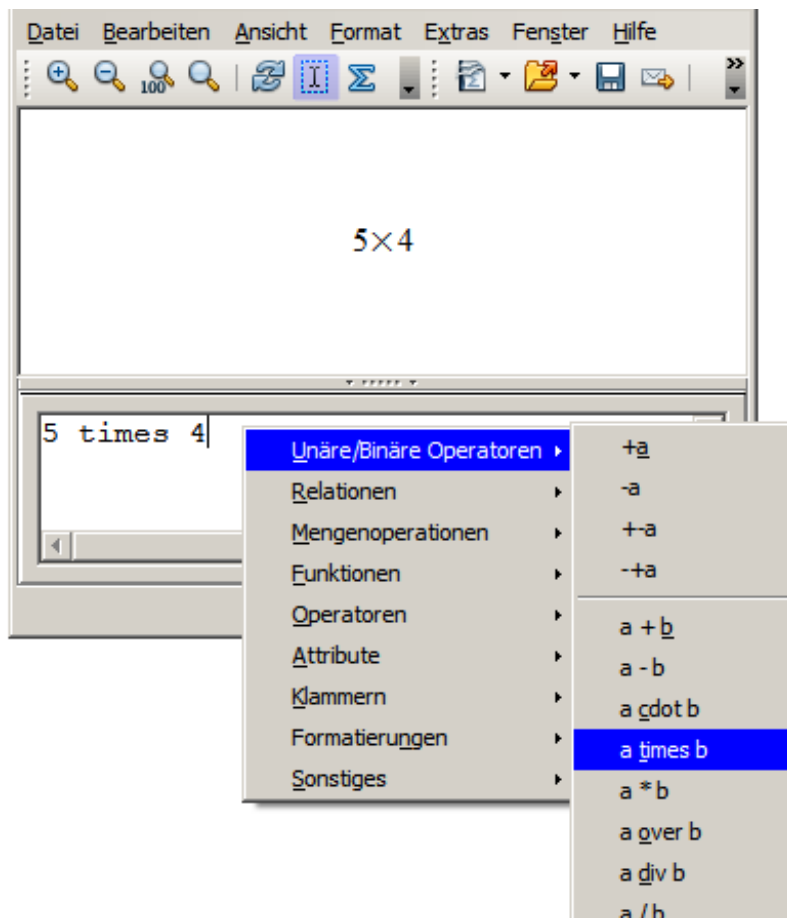 Datei Bearbeiten Ansicht Format Extras Fenster Hilfe
100
5×4
5 times 4
Unäre/Binäre Operatoren
Relationen
Mengenoperationen
Funktionen
Operatoren
Attribute
Klammern
Formatierungen
Sonstiges
+a
-a
+-a
-+a
a + b
a - b
a cdot b
a times b
a * b
a over b
a div b
a / b